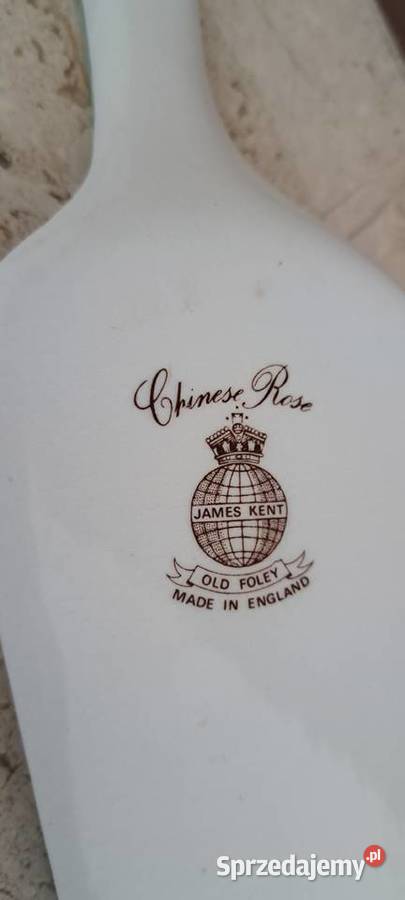 Chinese Rose
JAMES KENT
OLD FOLEY
MADE IN ENGLAND
Sprzedajemy.pl